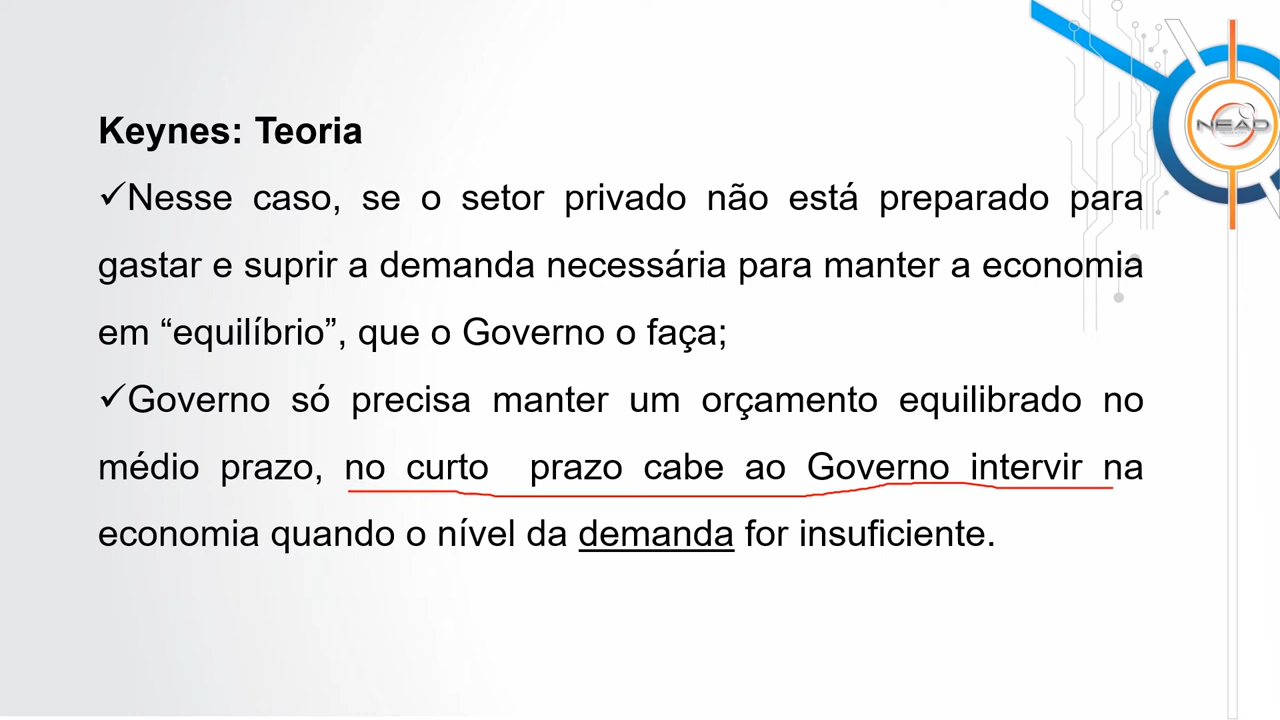 NEAD
Keynes: Teoria
✓Nesse caso, se o setor privado não está preparado para
gastar e suprir a demanda necessária para manter a economia
em “equilíbrio”, que o Governo o faça;
✓Governo só precisa manter um orçamento equilibrado no
médio prazo, no curto prazo cabe ao Governo intervir na
economia quando o nível da demanda for insuficiente.